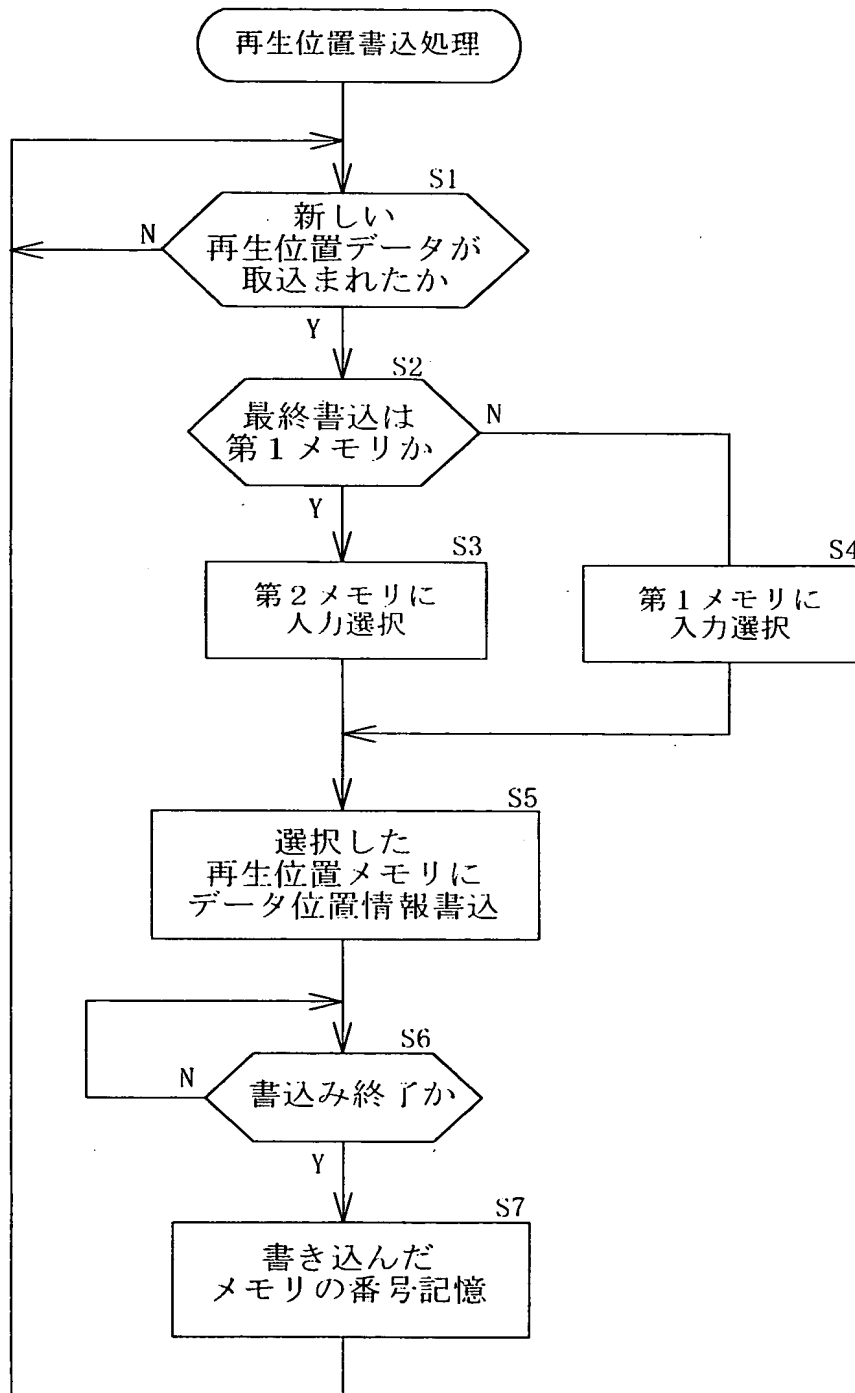 再生位置書込処理
S1
新しい
再生位置データが
取込まれたか
N
Y
S2
最終書込は
第1メモリか
N
Y
S3
第2メモリに
入力選択
S4
第1メモリに
入力選択
S5
選択した
再生位置メモリに
データ位置情報書込
S6
書込み終了か
N
Y
S7
書き込んだ
メモリの番号記憶